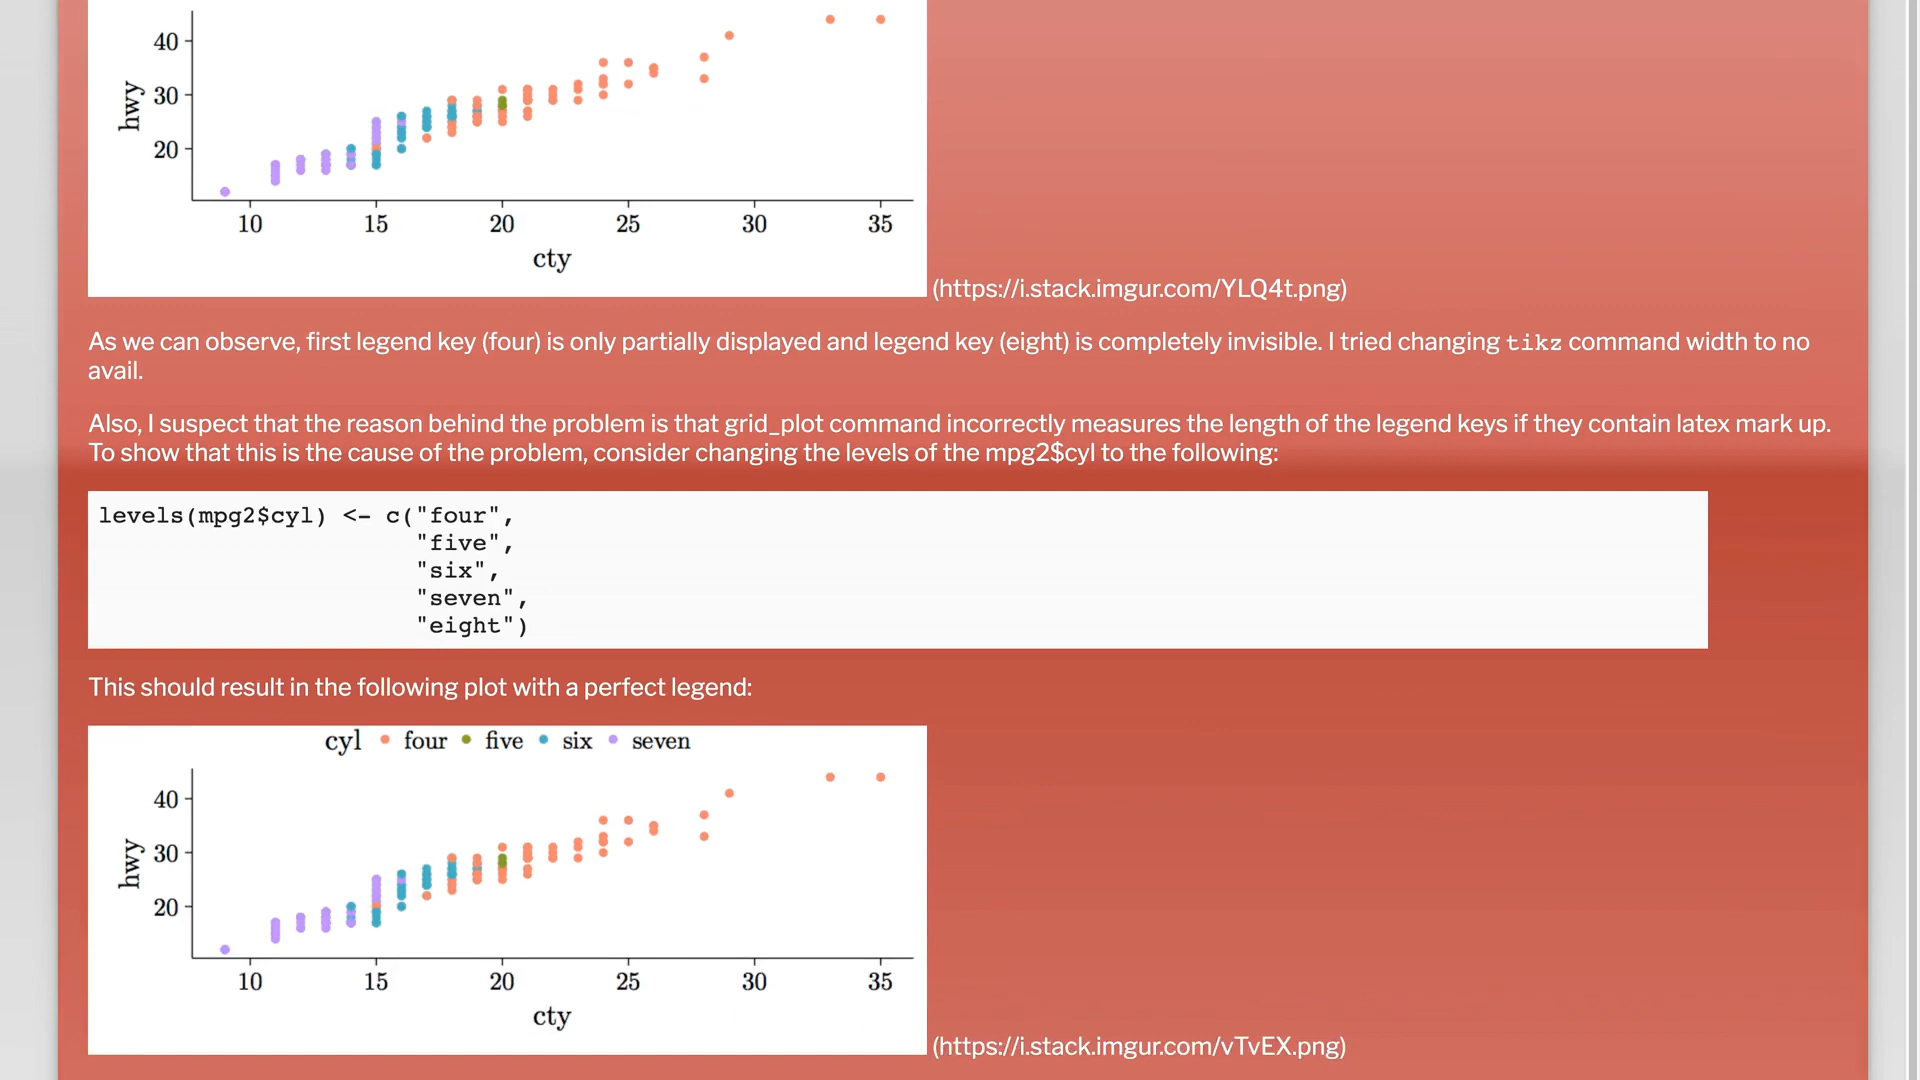 40
30
20
hwy
10 15 20 25 30 35
cty
(https://i.stack.imgur.com/YLQ4t.png)
As we can observe, first legend key (four) is only partially displayed and legend key (eight) is completely invisible. I tried changing tikz command width to no
avail.
Also, I suspect that the reason behind the problem is that grid_plot command incorrectly measures the length of the legend keys if they contain latex mark up.
To show that this is the cause of the problem, consider changing the levels of the mpg2$cyl to the following:
levels(mpg2$cyl) <- c("four",
"five",
"six",
"seven",
"eight")
This should result in the following plot with a perfect legend:
cyl four five six seven
40
30
20
hwy
10 15 20 25 30 35
cty
(https://i.stack.imgur.com/vTvEX.png)